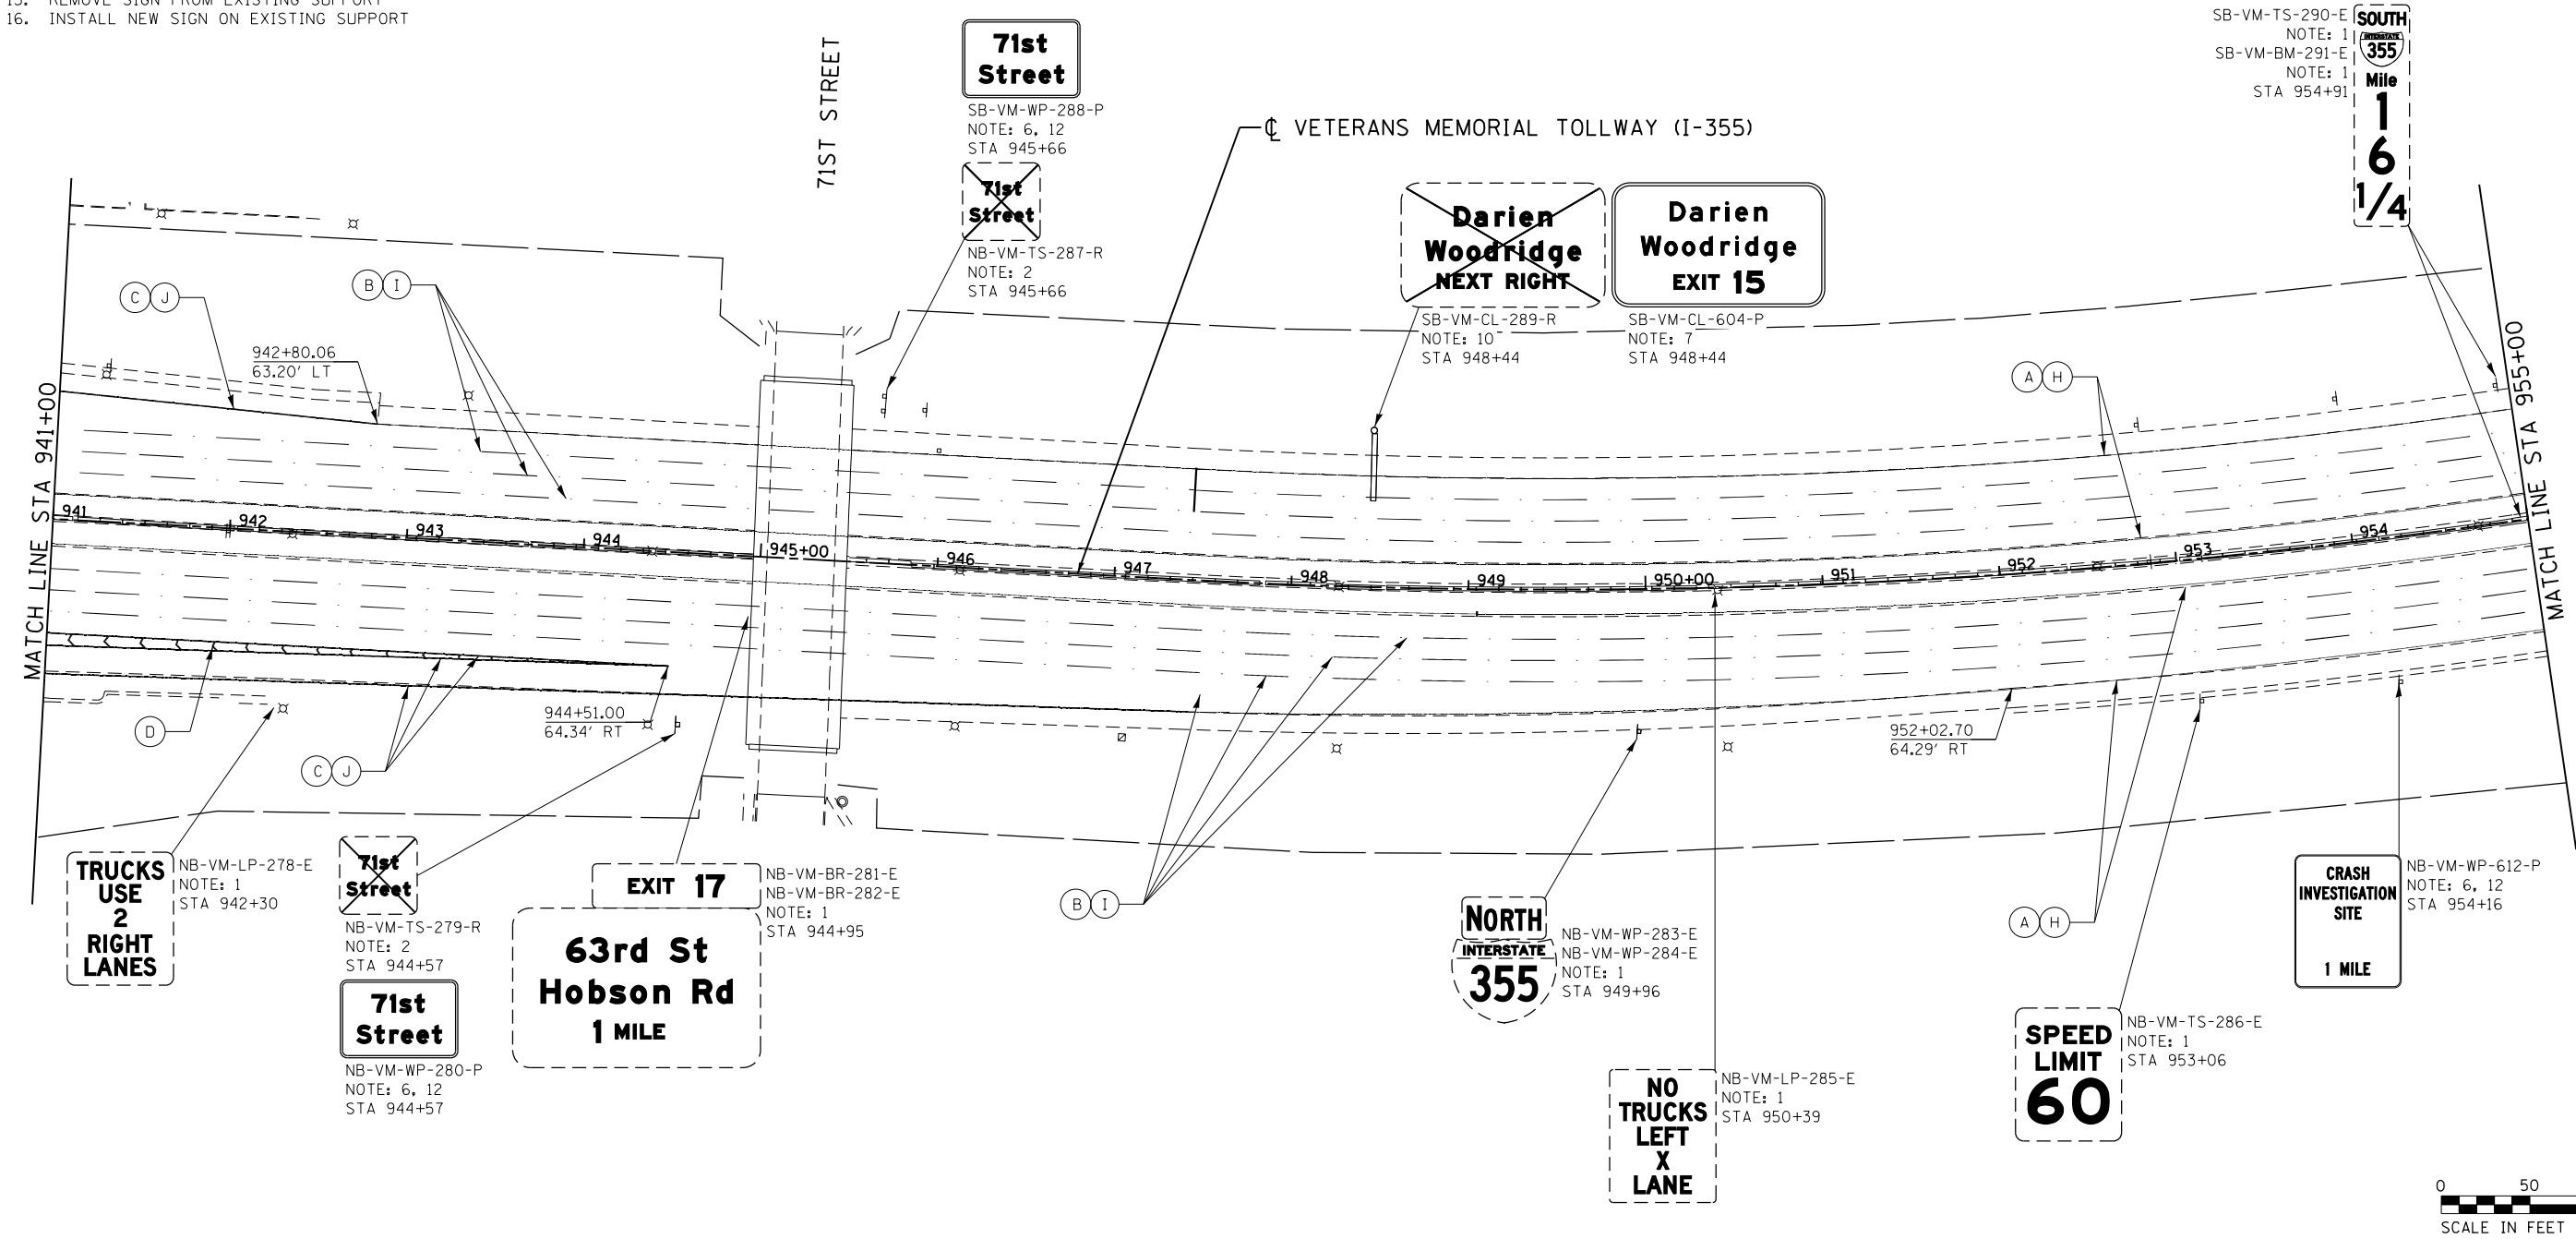 16. INSTALL NEW SIGN ON EXISTING SUPPORT
71ST STREET
71st
Street
SB-VM-WP-288-P
NOTE: 6, 12
STA 945+66
71st
Street
NB-VM-TS-287-R
NOTE: 2
STA 945+66
℄ VETERANS MEMORIAL TOLLWAY (I-355)
Darien
Woodridge
NEXT RIGHT
SB-VM-CL-289-R
NOTE: 10
STA 948+44
Darien
Woodridge
EXIT 15
SB-VM-CL-604-P
NOTE: 7
STA 948+44
SB-VM-TS-290-E
NOTE: 1
SB-VM-BM-291-E
NOTE: 1
STA 954+91
SOUTH
INTERSTATE
355
Mile
1
6
1/4
C J
B I
942+80.06
63.20' LT
A H
MATCH LINE STA 941+00
MATCH LINE STA 955+00
941
942
943
944
945+00
946
947
948
949
950+00
951
952
953
954
D
C J
944+51.00
64.34' RT
B I
952+02.70
64.29' RT
A H
TRUCKS
USE
2
RIGHT
LANES
NB-VM-LP-278-E
NOTE: 1
STA 942+30
71st
Street
NB-VM-TS-279-R
NOTE: 2
STA 944+57
71st
Street
NB-VM-WP-280-P
NOTE: 6, 12
STA 944+57
EXIT 17
63rd St
Hobson Rd
1 MILE
NB-VM-BR-281-E
NB-VM-BR-282-E
NOTE: 1
STA 944+95
NORTH
INTERSTATE
355
NB-VM-WP-283-E
NB-VM-WP-284-E
NOTE: 1
STA 949+96
NO
TRUCKS
LEFT
X
LANE
NB-VM-LP-285-E
NOTE: 1
STA 950+39
SPEED
LIMIT
60
NB-VM-TS-286-E
NOTE: 1
STA 953+06
CRASH
INVESTIGATION
SITE
1 MILE
NB-VM-WP-612-P
NOTE: 6, 12
STA 954+16
0 50
SCALE IN FEET